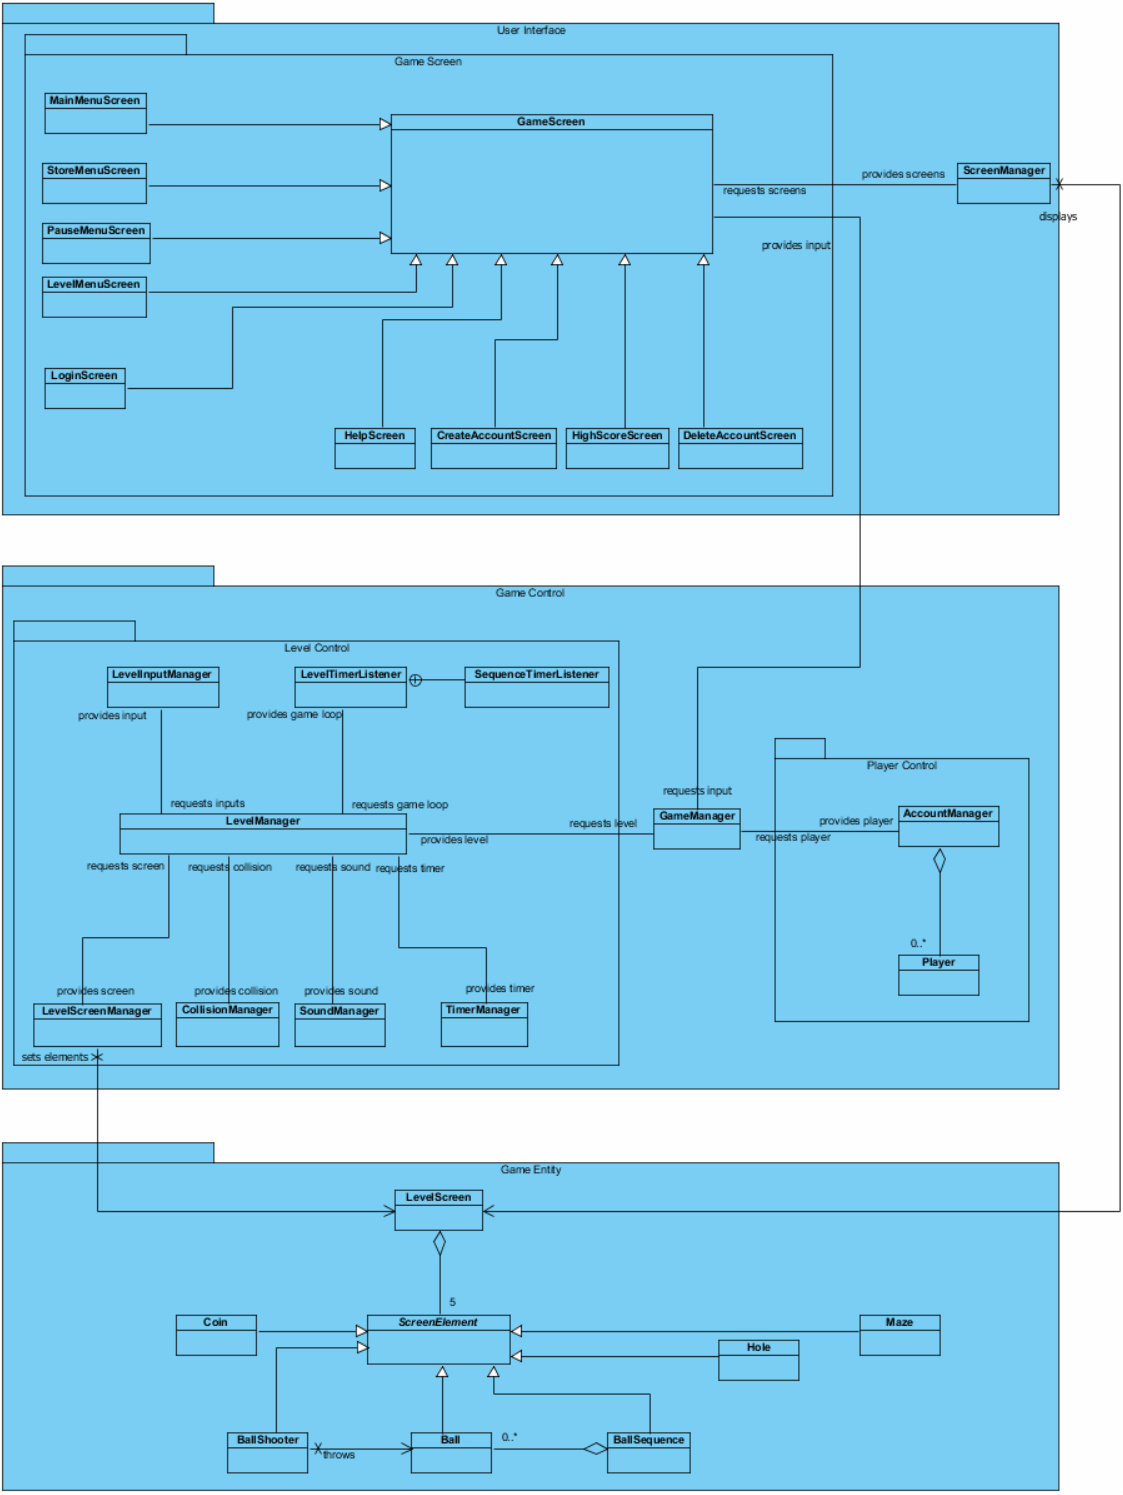 User Interface
Game Screen
MainMenuScreen
GameScreen
StoreMenuScreen
provides screens
ScreenManager
requests screens
displays
PauseMenuScreen
provides input
LevelMenuScreen
LoginScreen
HelpScreen
CreateAccountScreen
HighScoreScreen
DeleteAccountScreen
Game Control
Level Control
LevelInputManager
LevelTimerListener
SequenceTimerListener
provides input
provides game loop
Player Control
requests input
requests inputs
requests game loop
LevelManager
requests level
GameManager
provides player
AccountManager
provides level
requests player
requests screen
requests collision
requests sound
requests timer
0..*
Player
provides screen
provides collision
provides sound
provides timer
LevelScreenManager
CollisionManager
SoundManager
TimerManager
sets elements
Game Entity
LevelScreen
5
Coin
ScreenElement
Maze
Hole
BallShooter
Ball
0..*
BallSequence
throws